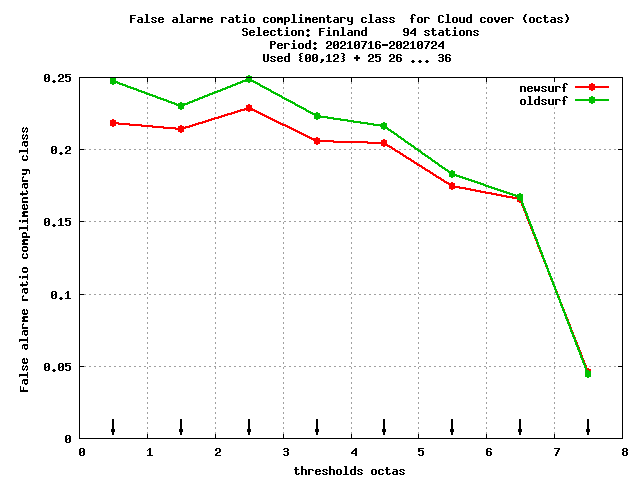 False alarme ratio complimentary class  for Cloud cover (octas)
Selection: Finland     94 stations
Period: 20210716-20210724
Used {00,12} + 25 26 ... 36
newsurf
oldsurf
False alarme ratio complimentary class
0.25
0.2
0.15
0.1
0.05
0
0 1 2 3 4 5 6 7 8
thresholds octas